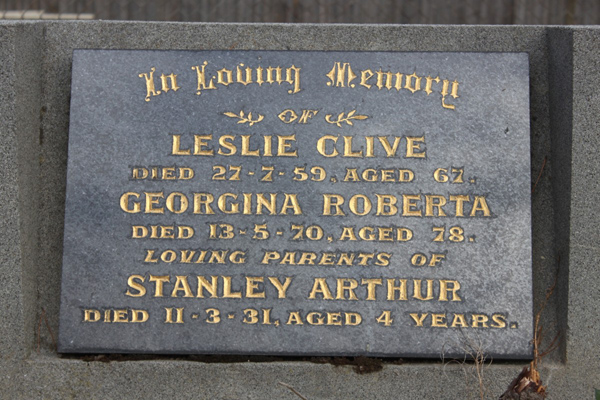 In Loving Memory
OF
LESLIE CLIVE
DIED 27-7-59, AGED 67.
GEORGINA ROBERTA
DIED 13-5-70, AGED 78.
LOVING PARENTS OF
STANLEY ARTHUR
DIED 11-3-31, AGED 4 YEARS.